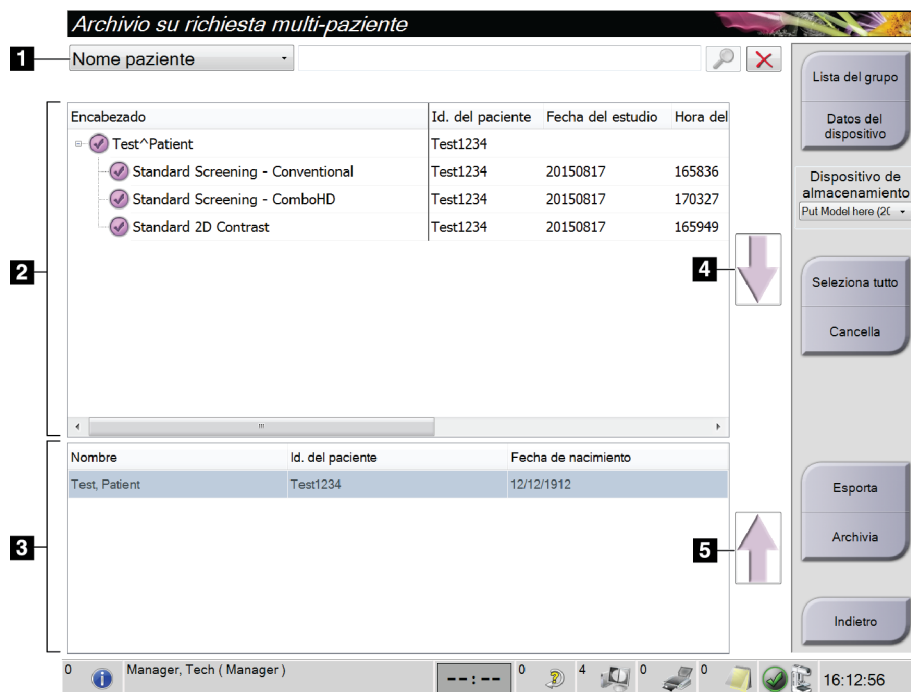 Archivio su richiesta multi-paziente
1
Nome paziente
Lista del grupo
Datos del
dispositivo
Dispositivo de
almacenamiento
Put Model here (20
2
Encabezado Id. del paciente Fecha del estudio Hora del
Test^Patient Test1234
Standard Screening - Conventional Test1234 20150817 165836
Standard Screening - ComboHD Test1234 20150817 170327
Standard 2D Contrast Test1234 20150817 165949
4
Seleziona tutto
Cancella
3
Nombre Id. del paciente Fecha de nacimiento
Test, Patient Test1234 12/12/1912
5
Esporta
Archivia
Indietro
0 Manager, Tech ( Manager ) --:-- 0 4 0 0 16:12:56